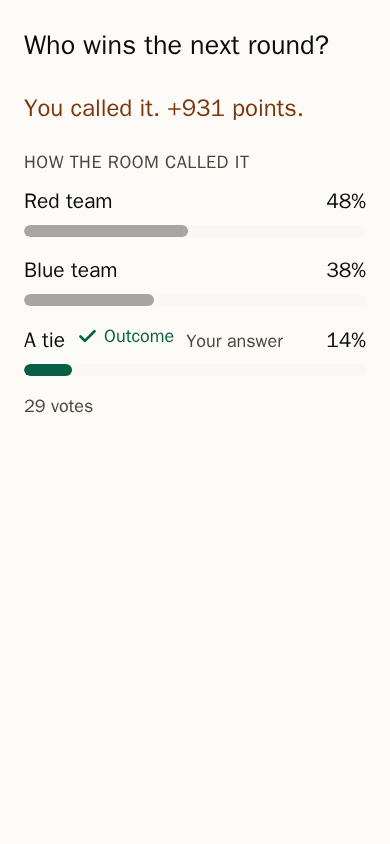 Who wins the next round?
You called it. +931 points.
HOW THE ROOM CALLED IT
Red team 48%
Blue team 38%
A tie Outcome Your answer 14%
29 votes